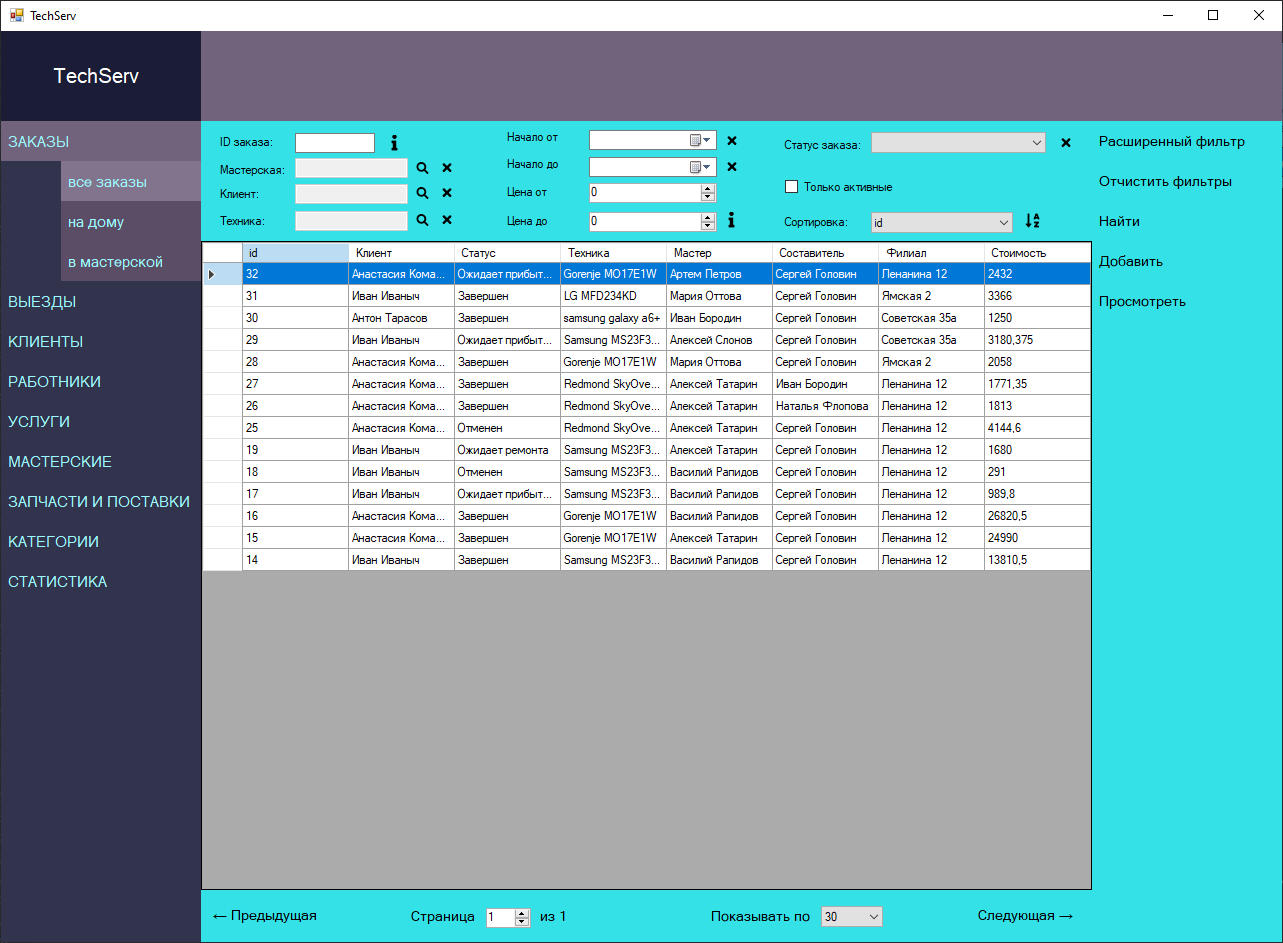 TechServ
TechServ
ЗАКАЗЫ
все заказы
на дому
в мастерской
ВЫЕЗДЫ
КЛИЕНТЫ
РАБОТНИКИ
УСЛУГИ
МАСТЕРСКИЕ
ЗАПЧАСТИ И ПОСТАВКИ
КАТЕГОРИИ
СТАТИСТИКА
ID заказа:
Мастерская:
Клиент:
Техника:
Начало от
Начало до
Цена от 0
Цена до 0
Статус заказа:
Только активные
Сортировка: id
Расширенный фильтр
Отчистить фильтры
Найти
Добавить
Просмотреть
id Клиент Статус Техника Мастер Составитель Филиал Стоимость
32 Анастасия Кома... Ожидает прибыт... Gorenje MO17E1W Артем Петров Сергей Головин Ленанина 12 2432
31 Иван Иваныч Завершен LG MFD234KD Мария Оттова Сергей Головин Ямская 2 3366
30 Антон Тарасов Завершен samsung galaxy a6+ Иван Бородин Сергей Головин Советская 35а 1250
29 Иван Иваныч Ожидает прибыт... Samsung MS23F3... Алексей Слонов Сергей Головин Советская 35а 3180,375
28 Анастасия Кома... Завершен Gorenje MO17E1W Мария Оттова Сергей Головин Ямская 2 2058
27 Анастасия Кома... Завершен Redmond SkyOve... Алексей Татарин Иван Бородин Ленанина 12 1771,35
26 Анастасия Кома... Завершен Redmond SkyOve... Алексей Татарин Наталья Флопова Ленанина 12 1813
25 Анастасия Кома... Отменен Redmond SkyOve... Алексей Татарин Сергей Головин Ленанина 12 4144,6
19 Иван Иваныч Ожидает ремонта Samsung MS23F3... Алексей Татарин Сергей Головин Ленанина 12 1680
18 Иван Иваныч Отменен Samsung MS23F3... Василий Рапидов Сергей Головин Ленанина 12 291
17 Иван Иваныч Ожидает прибыт... Samsung MS23F3... Василий Рапидов Сергей Головин Ленанина 12 989,8
16 Анастасия Кома... Завершен Gorenje MO17E1W Василий Рапидов Сергей Головин Ленанина 12 26820,5
15 Анастасия Кома... Завершен Gorenje MO17E1W Алексей Татарин Сергей Головин Ленанина 12 24990
14 Иван Иваныч Завершен Samsung MS23F3... Василий Рапидов Сергей Головин Ленанина 12 13810,5
← Предыдущая Страница 1 из 1 Показывать по 30 Следующая →